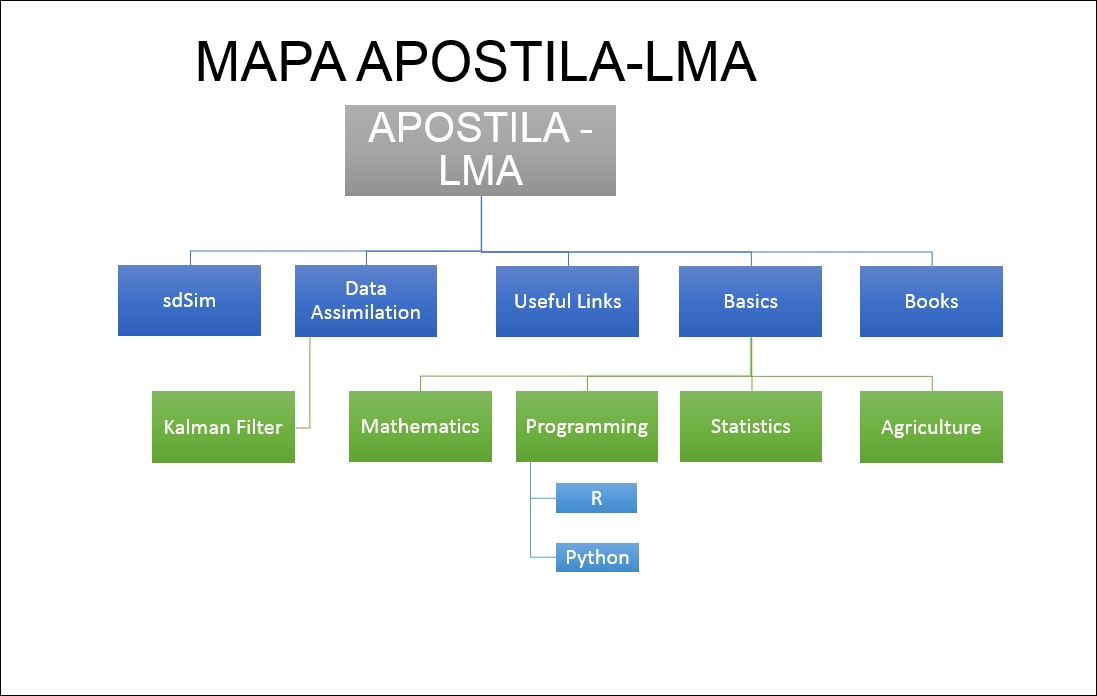 MAPA APOSTILA-LMA
APOSTILA -
LMA
sdSim
Data
Assimilation
Useful Links
Basics
Books
Kalman Filter
Mathematics
Programming
Statistics
Agriculture
R
Python